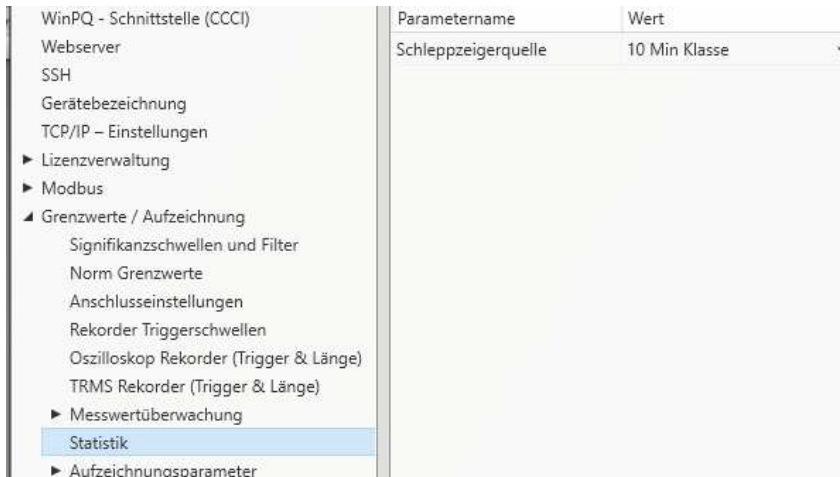 WinPQ - Schnittstelle (CCCI)
Webserver
SSH
Gerätebezeichnung
TCP/IP – Einstellungen
Lizenzverwaltung
Modbus
Grenzwerte / Aufzeichnung
Signifikanzschwellen und Filter
Norm Grenzwerte
Anschlusseinstellungen
Rekorder Triggerschwellen
Oszilloskop Rekorder (Trigger & Länge)
TRMS Rekorder (Trigger & Länge)
Messwertüberwachung
Statistik
Aufzeichnungsparameter
Parametername Wert
Schleppzeigerquelle 10 Min Klasse